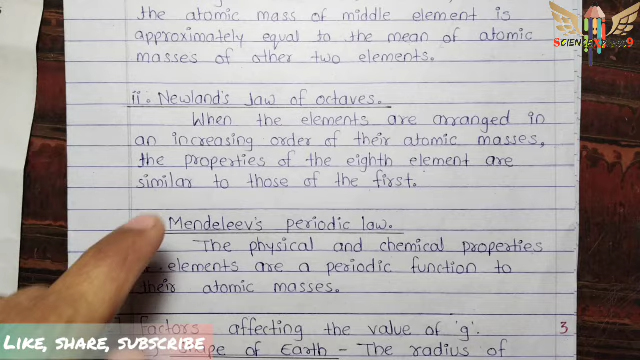 the atomic mass of middle element is
approximately equal to the mean of atomic
masses of other two elements.
ii. Newland's law of octaves.
When the elements are arranged in
an increasing order of their atomic masses,
the properties of the eighth element are
similar to those of the first.
Mendeleev's periodic law.
The physical and chemical properties
elements are a periodic function to
their atomic masses.
Factors affecting the value of 'g'.
3
Shape of Earth - The radius of
LIKE, SHARE, SUBSCRIBE